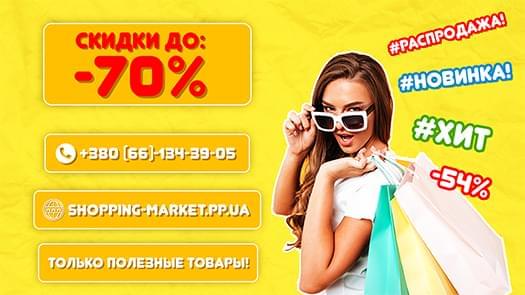 СКИДКИ ДО:
-70%
+380 (66)-134-39-05
SHOPPING-MARKET.PP.UA
ТОЛЬКО ПОЛЕЗНЫЕ ТОВАРЫ!
#РАСПРОДАЖА!
#НОВИНКА!
#ХИТ
-54%